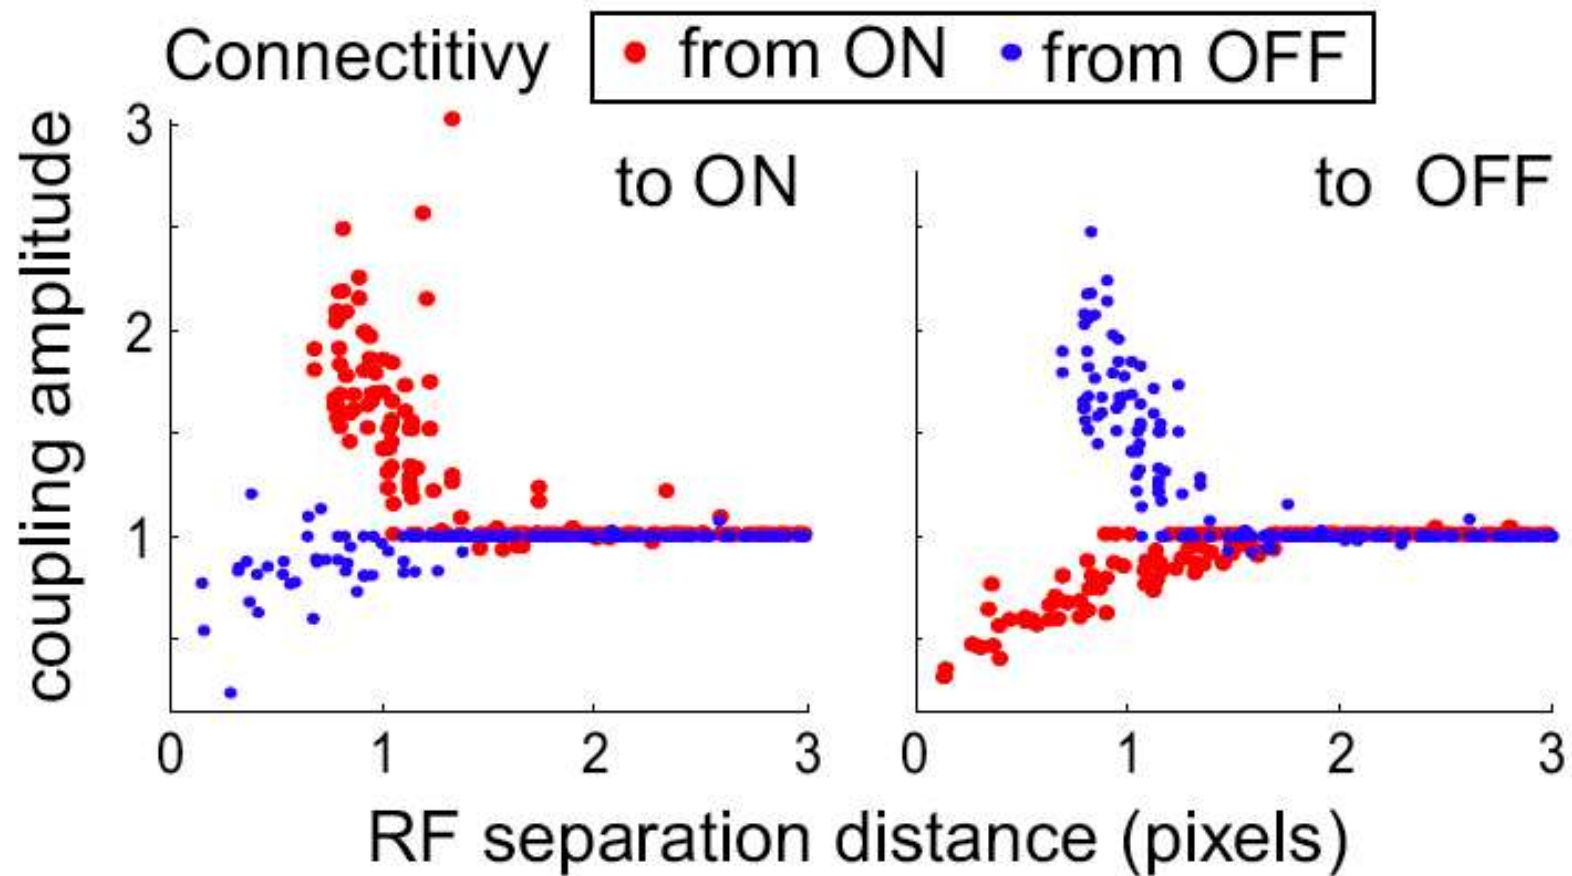 Connectitivy
from ON from OFF
to ON
to OFF
coupling amplitude
3
2
1
0 1 2 3
0 1 2 3
RF separation distance (pixels)